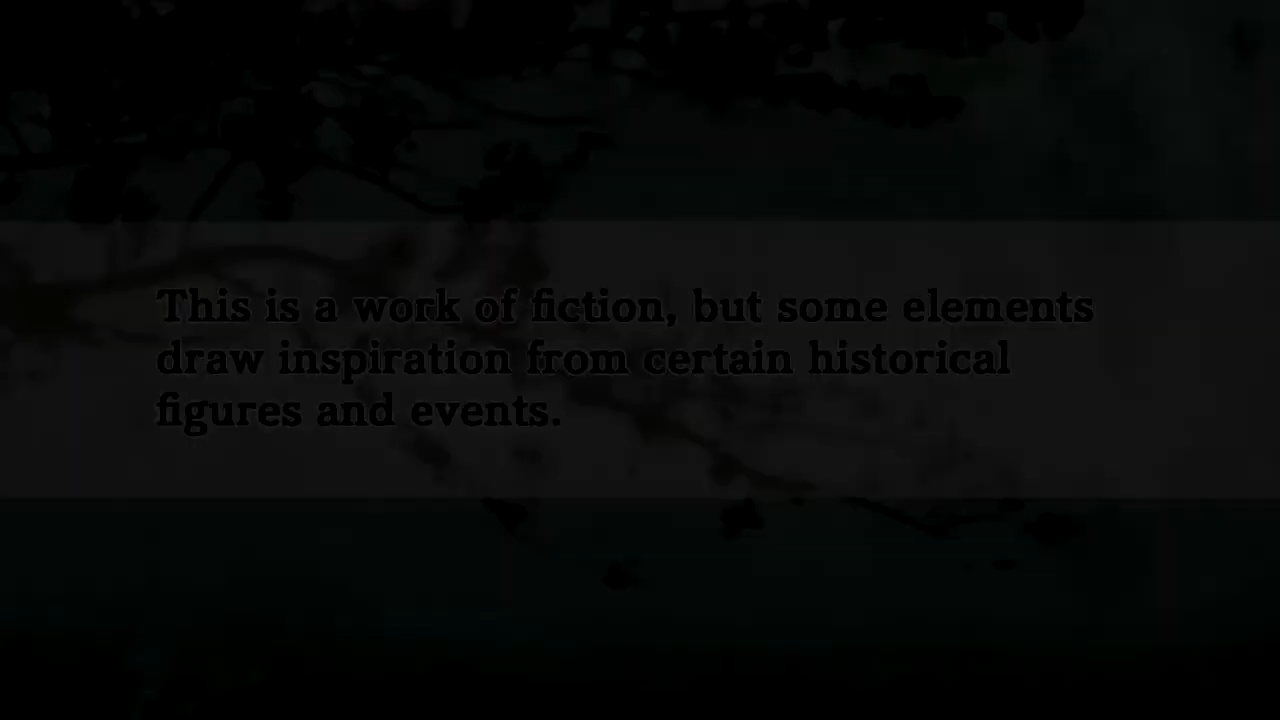 This is a work of fiction, but some elements
draw inspiration from certain historical
figures and events.